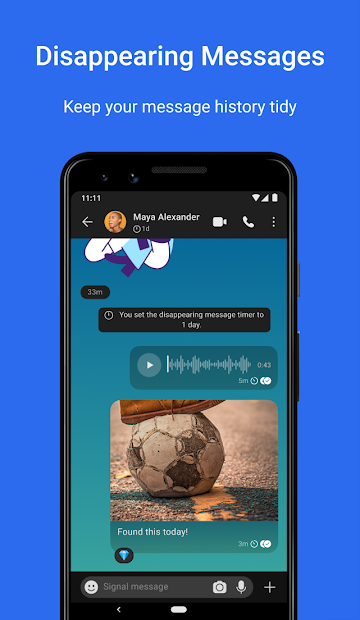 Disappearing Messages
Keep your message history tidy
11:11
Maya Alexander
1d
33m
You set the disappearing message timer to
1 day.
0:43
5m
Found this today!
3m
Signal message